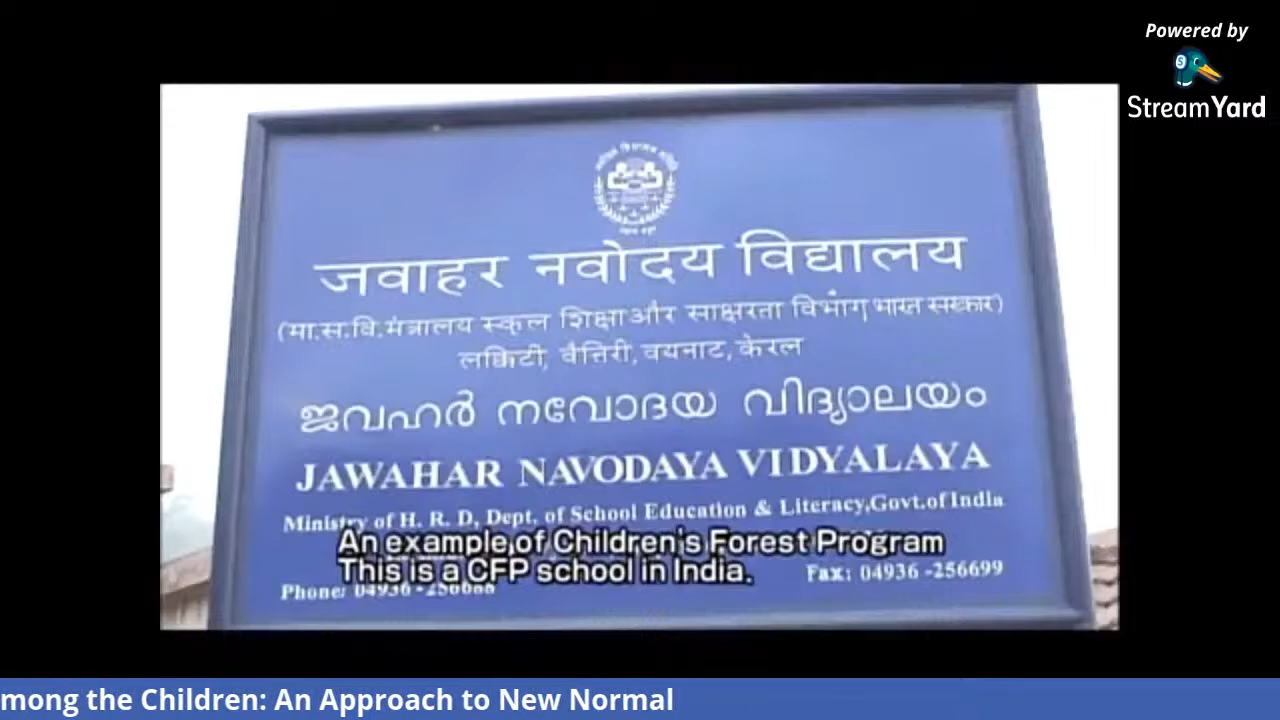 Powered by
StreamYard
जवाहर नवोदय विद्यालय
(मा.स.वि.मंत्रालय स्कूल शिक्षा और साक्षरता विभाग भारत सरकार)
लक्किटी, वैत्तिरी, वयनाट, केरल
ജവഹർ നവോദയ വിദ്യാലയം
JAWAHAR NAVODAYA VIDYALAYA
Ministry of H. R. D, Dept. of School Education & Literacy,Govt.of India
An example of Children's Forest Program
This is a CFP school in India.
Fax: 04936 -256699
Phone: 04936 -
mong the Children: An Approach to New Normal